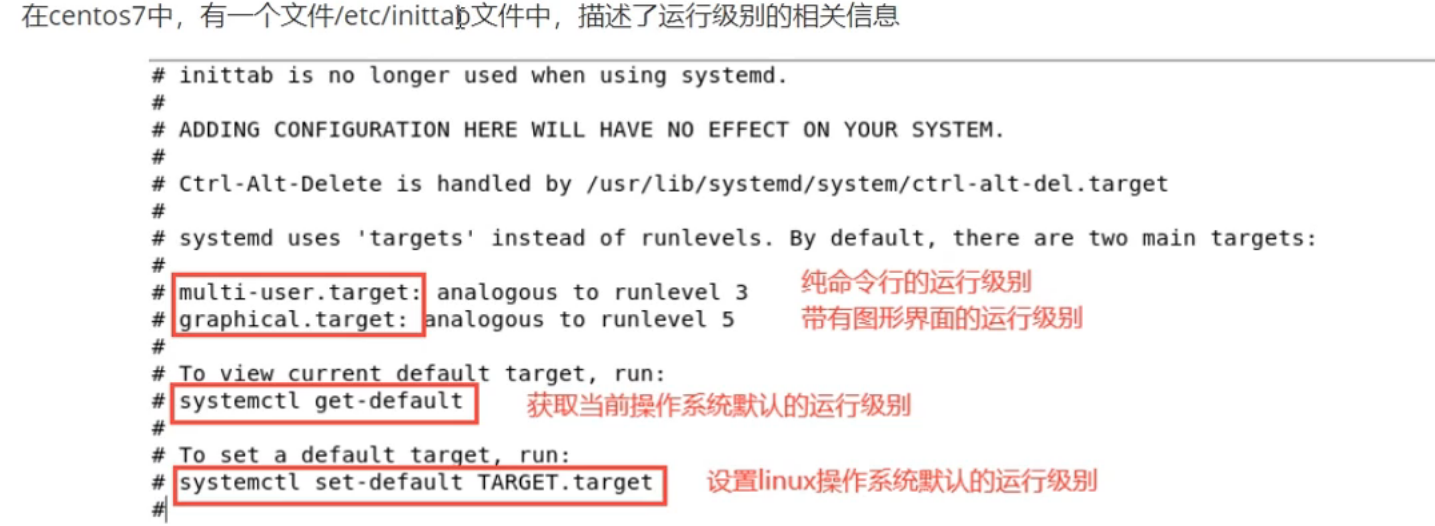 在centos7中，有一个文件/etc/inittab文件中，描述了运行级别的相关信息
# inittab is no longer used when using systemd.
#
# ADDING CONFIGURATION HERE WILL HAVE NO EFFECT ON YOUR SYSTEM.
#
# Ctrl-Alt-Delete is handled by /usr/lib/systemd/system/ctrl-alt-del.target
#
# systemd uses 'targets' instead of runlevels. By default, there are two main targets:
#
# multi-user.target: analogous to runlevel 3 纯命令行的运行级别
# graphical.target: analogous to runlevel 5 带有图形界面的运行级别
#
# To view current default target, run:
# systemctl get-default 获取当前操作系统默认的运行级别
#
# To set a default target, run:
# systemctl set-default TARGET.target 设置linux操作系统默认的运行级别
#